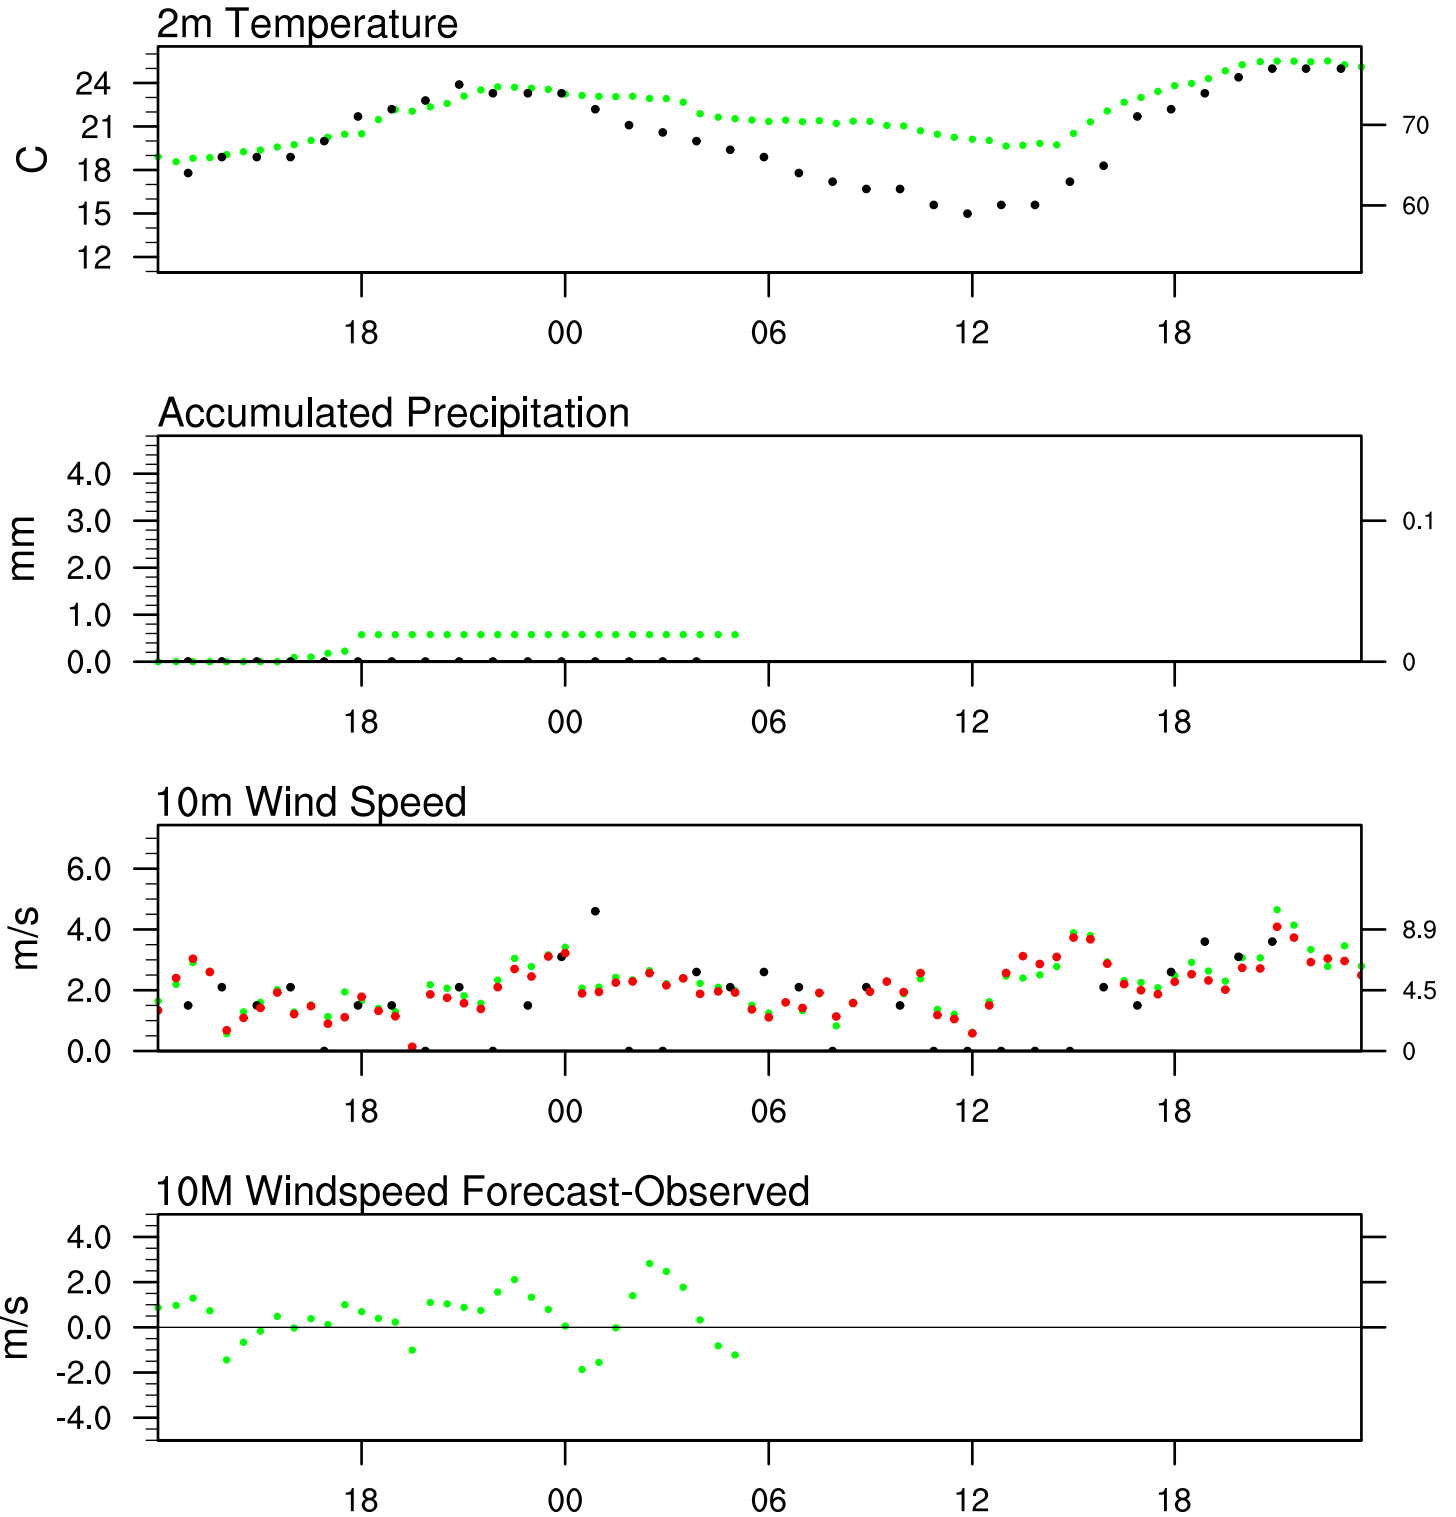 2m Temperature
24
21
18
15
12
C
70
60
18 00 06 12 18
Accumulated Precipitation
4.0
3.0
2.0
1.0
0.0
mm
0.1
0
18 00 06 12 18
10m Wind Speed
6.0
4.0
2.0
0.0
m/s
8.9
4.5
0
18 00 06 12 18
10M Windspeed Forecast-Observed
4.0
2.0
0.0
-2.0
-4.0
m/s
18 00 06 12 18